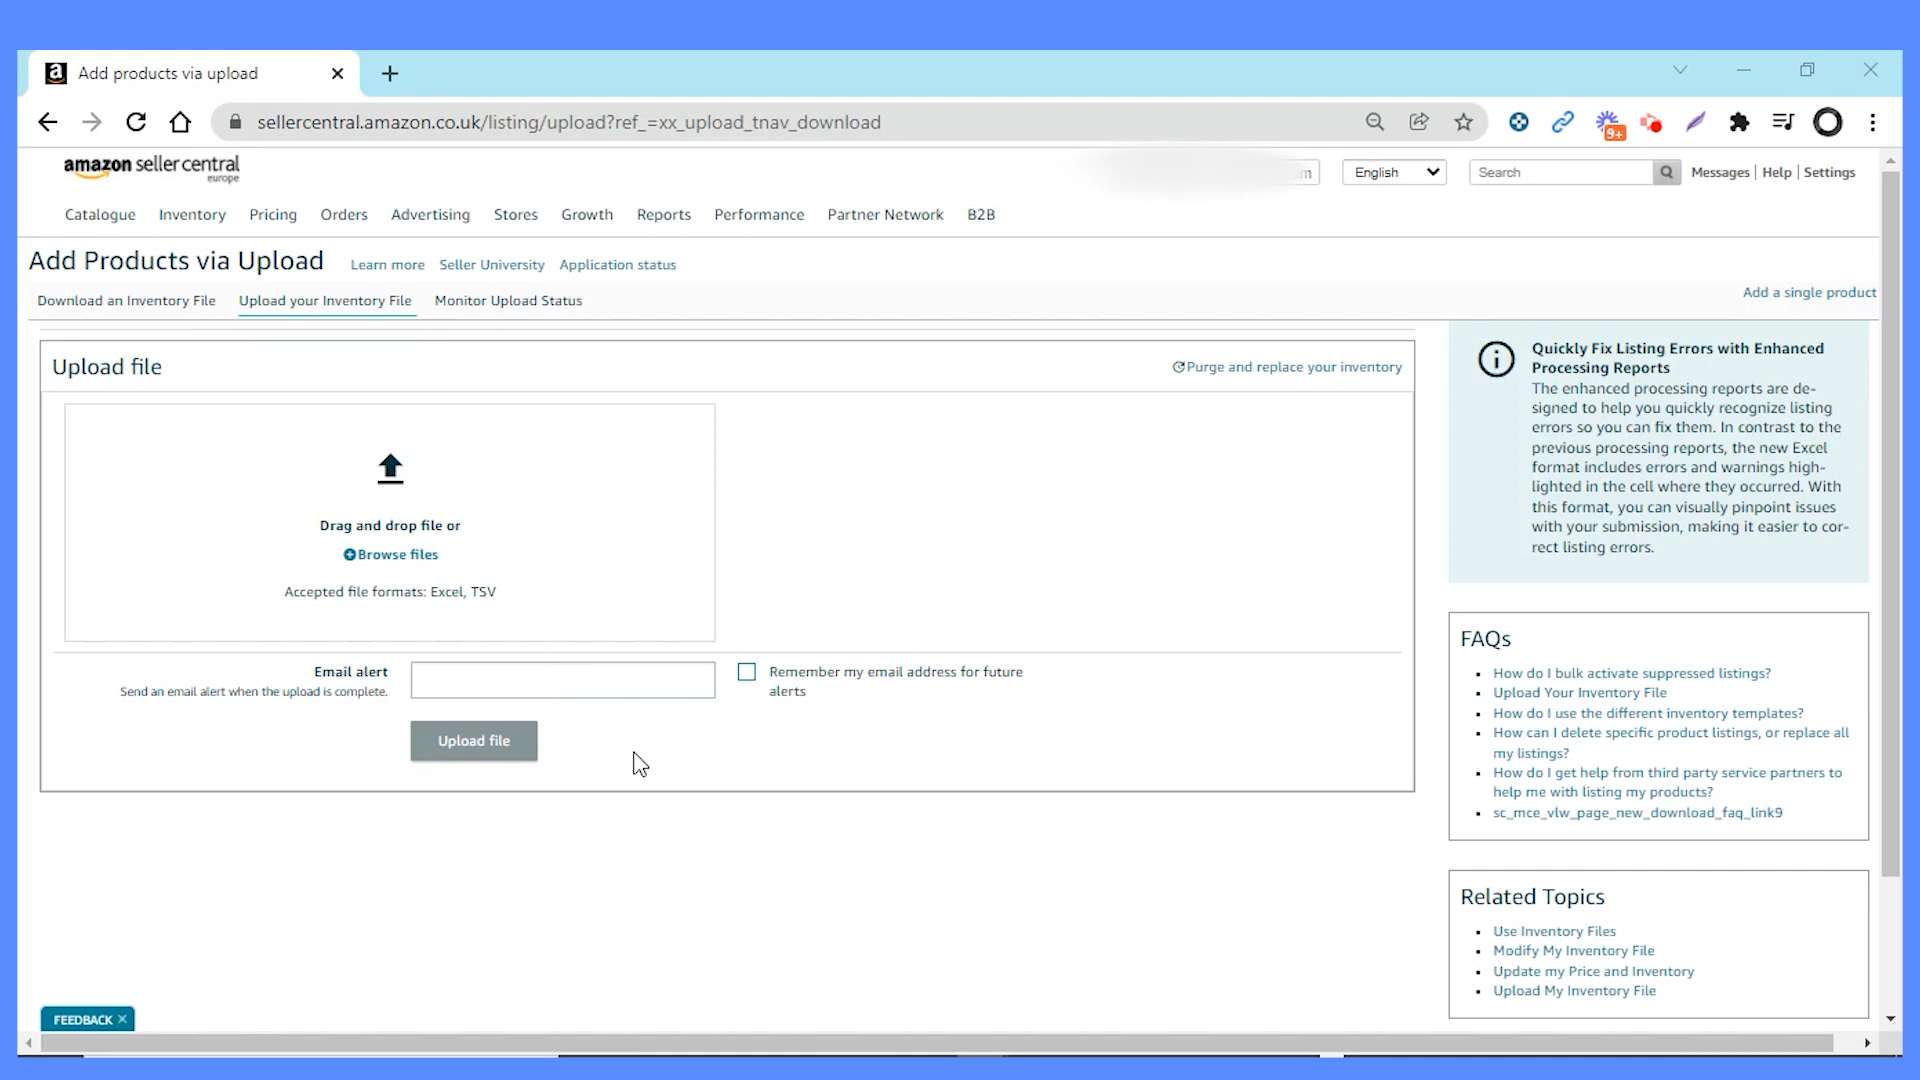 Add products via upload
sellercentral.amazon.co.uk/listing/upload?ref_=xx_upload_tnav_download
9+
amazon seller central
europe
m
English
Search
Messages | Help | Settings
Catalogue Inventory Pricing Orders Advertising Stores Growth Reports Performance Partner Network B2B
Add Products via Upload Learn more Seller University Application status
Download an Inventory File Upload your Inventory File Monitor Upload Status
Add a single product
Upload file
Purge and replace your inventory
Drag and drop file or
Browse files
Accepted file formats: Excel, TSV
Email alert
Send an email alert when the upload is complete.
Remember my email address for future
alerts
Upload file
Quickly Fix Listing Errors with Enhanced
Processing Reports
The enhanced processing reports are de-
signed to help you quickly recognize listing
errors so you can fix them. In contrast to the
previous processing reports, the new Excel
format includes errors and warnings high-
lighted in the cell where they occurred. With
this format, you can visually pinpoint issues
with your submission, making it easier to cor-
rect listing errors.
FAQs
How do I bulk activate suppressed listings?
Upload Your Inventory File
How do I use the different inventory templates?
How can I delete specific product listings, or replace all
my listings?
How do I get help from third party service partners to
help me with listing my products?
sc_mce_vlw_page_new_download_faq_link9
Related Topics
Use Inventory Files
Modify My Inventory File
Update my Price and Inventory
Upload My Inventory File
FEEDBACK